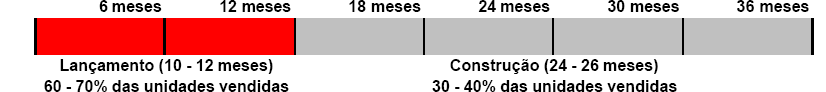 6 meses 12 meses 18 meses 24 meses 30 meses 36 meses
Lançamento (10 - 12 meses) Construção (24 - 26 meses)
60 - 70% das unidades vendidas 30 - 40% das unidades vendidas